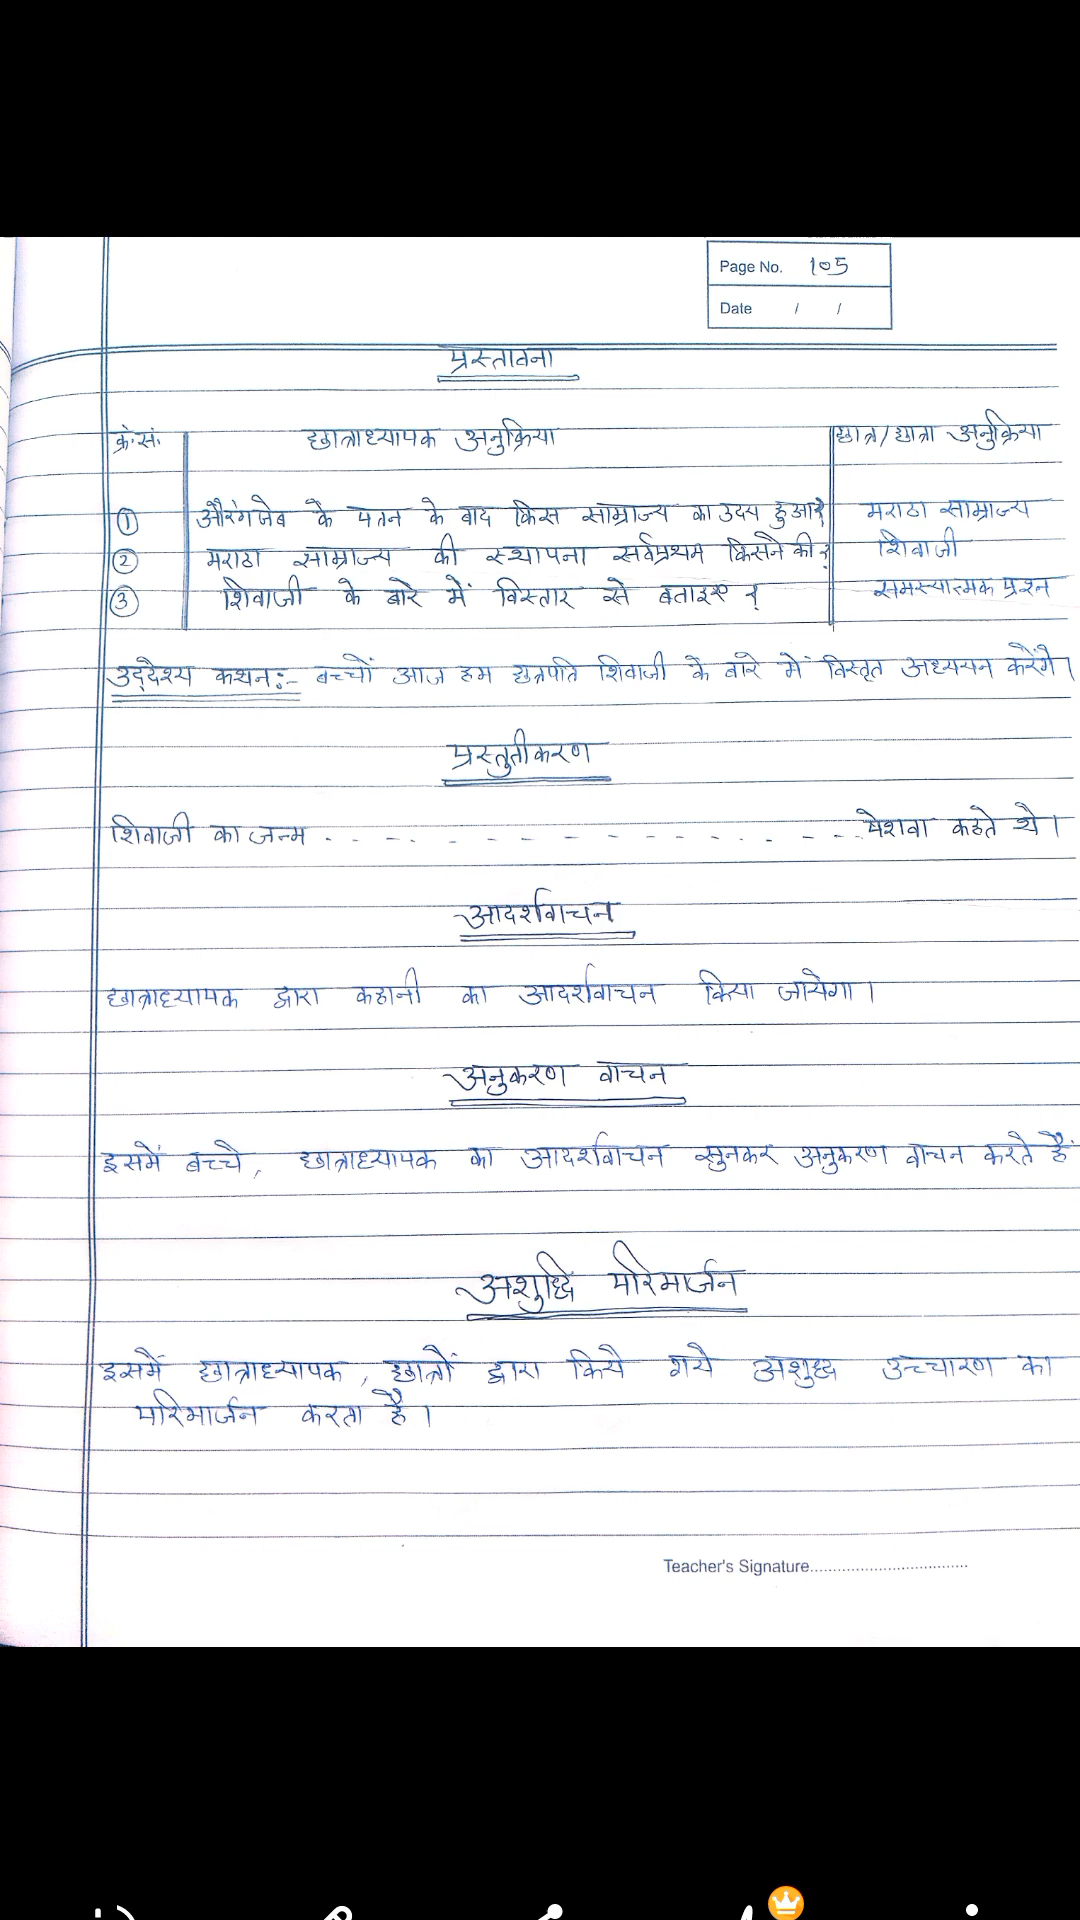 Page No. 105
Date / /
प्रस्तावना
क्र.सं. छात्राध्यापक अनुक्रिया छात्र/छात्रा अनुक्रिया
① औरंगजेब के पतन के बाद किस साम्राज्य का उदय हुआ? मराठा साम्राज्य
② मराठा साम्राज्य की स्थापना सर्वप्रथम किसने की? शिवाजी
③ शिवाजी के बारे में विस्तार से बताइए? समस्यात्मक प्रश्न
उद्देश्य कथन:- बच्चों आज हम छत्रपति शिवाजी के बारे में विस्तृत अध्ययन करेंगे।
प्रस्तुतीकरण
शिवाजी का जन्म - - - - - - - - - - - - - - - - पेशवा कहते थे।
आदर्शवाचन
छात्राध्यापक द्वारा कहानी का आदर्शवाचन किया जायेगा।
अनुकरण वाचन
इसमें बच्चे, छात्राध्यापक का आदर्शवाचन सुनकर अनुकरण वाचन करते हैं
अशुद्धि परिमार्जन
इसमें छात्राध्यापक, छात्रों द्वारा किये गये अशुद्ध उच्चारण का
परिमार्जन करता है।
Teacher's Signature....................................